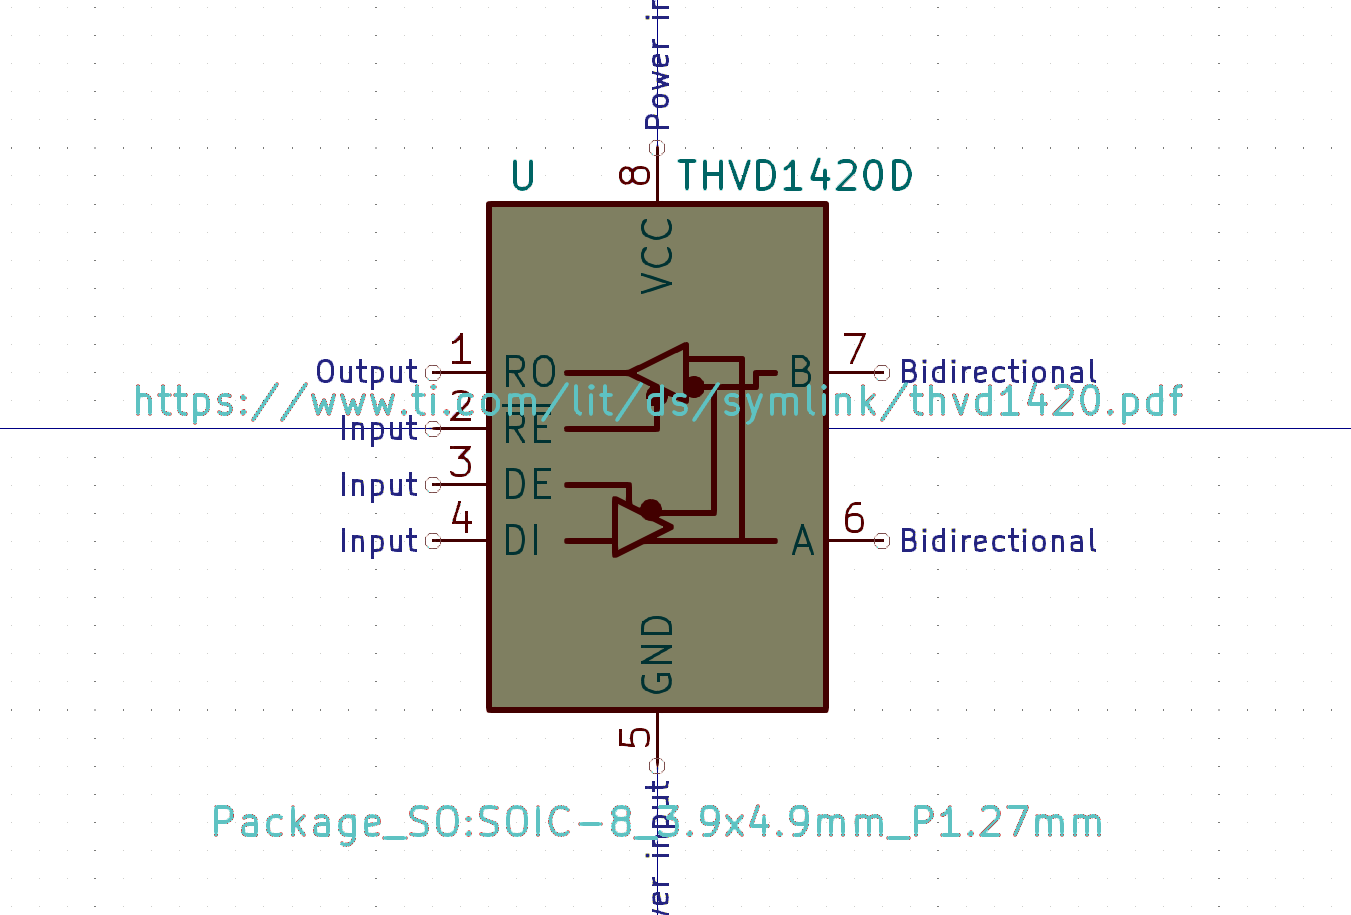 Power in
U
8
THVD1420D
VCC
Output
1
RO
B
7
Bidirectional
https://www.ti.com/lit/ds/symlink/thvd1420.pdf
Input
2
RE
Input
3
DE
Input
4
DI
A
6
Bidirectional
GND
5
Package_SO:SOIC-8_3.9x4.9mm_P1.27mm
wer input